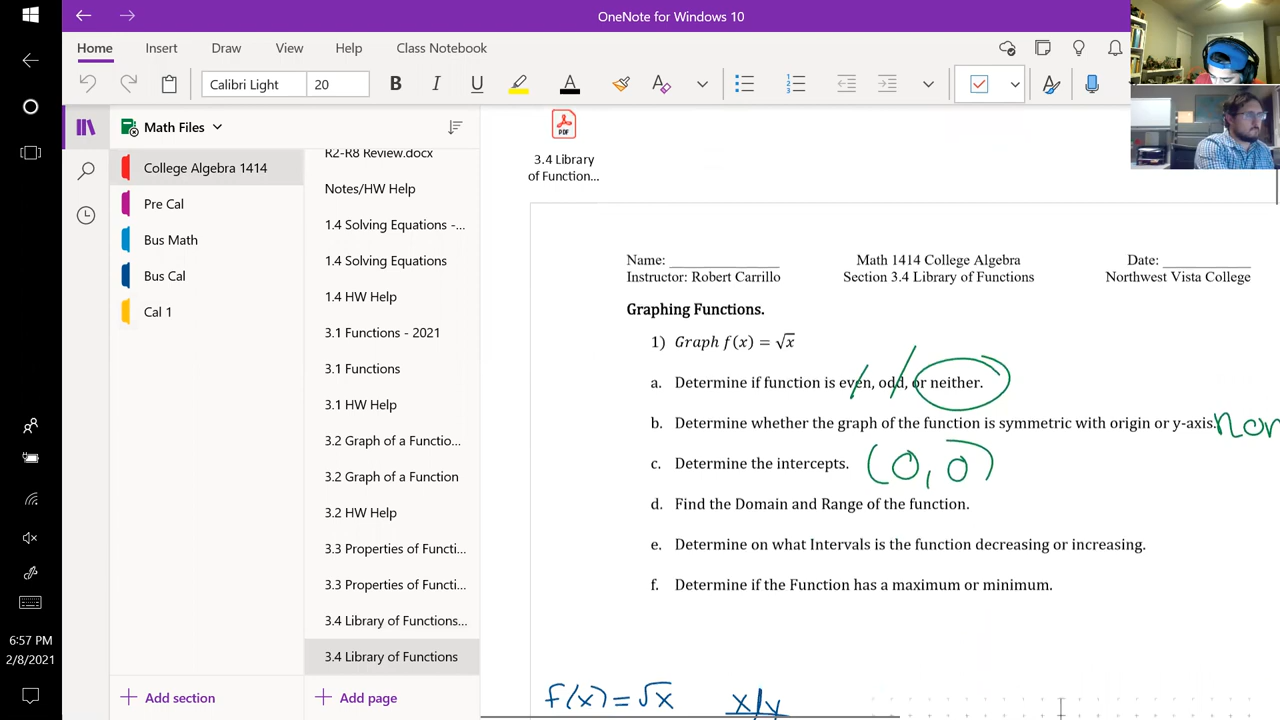 OneNote for Windows 10
Home Insert Draw View Help Class Notebook
Calibri Light 20 B I U A A
Math Files
College Algebra 1414
Pre Cal
Bus Math
Bus Cal
Cal 1
Add section
R2-R8 Review.docx
Notes/HW Help
1.4 Solving Equations -...
1.4 Solving Equations
1.4 HW Help
3.1 Functions - 2021
3.1 Functions
3.1 HW Help
3.2 Graph of a Functio...
3.2 Graph of a Function
3.2 HW Help
3.3 Properties of Functi...
3.3 Properties of Functi...
3.4 Library of Functions...
3.4 Library of Functions
Add page
PDF
3.4 Library
of Function...
Name: ______________ Math 1414 College Algebra Date: ___________
Instructor: Robert Carrillo Section 3.4 Library of Functions Northwest Vista College
Graphing Functions.
1) Graph f(x) = √x
a. Determine if function is even, odd, or neither.
b. Determine whether the graph of the function is symmetric with origin or y-axis. non
c. Determine the intercepts. (0, 0)
d. Find the Domain and Range of the function.
e. Determine on what Intervals is the function decreasing or increasing.
f. Determine if the Function has a maximum or minimum.
f(x) = √x x/y
6:57 PM
2/8/2021